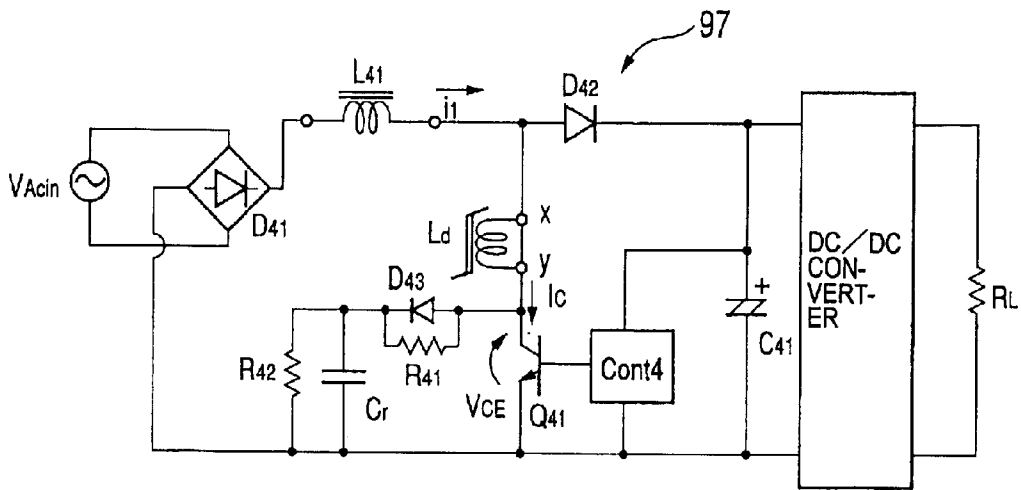 97
L41
i1
D42
VAcin
D41
x
Ld
y
D43
Ic
DC/DC
CON-
VERT-
ER
RL
+
C41
R42
R41
Cr
VCE
Q41
Cont4